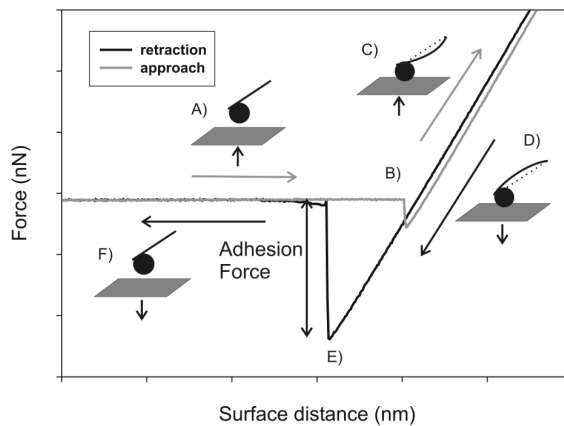 retraction
approach
C)
A)
D)
B)
Force (nN)
F)
Adhesion
Force
E)
Surface distance (nm)